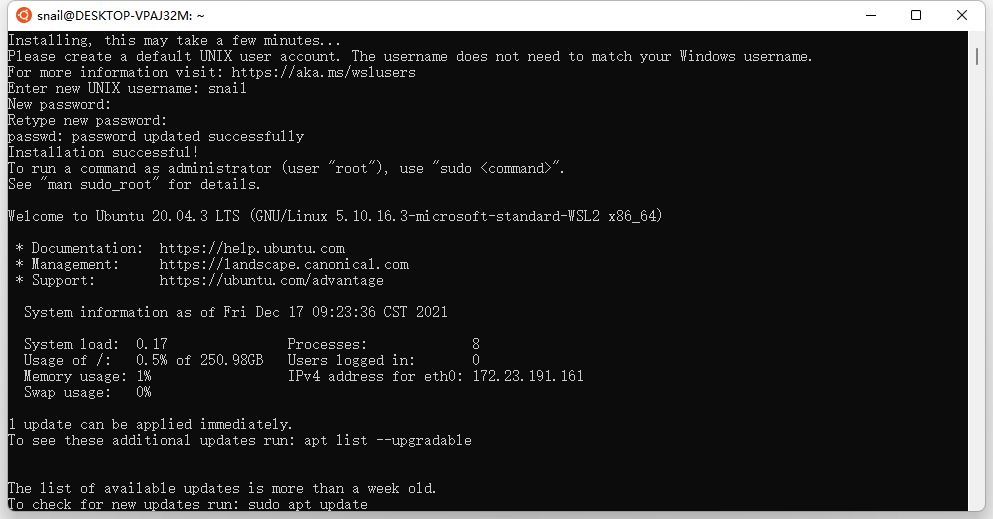 snail@DESKTOP-VPAJ32M: ~
Installing, this may take a few minutes...
Please create a default UNIX user account. The username does not need to match your Windows username.
For more information visit: https://aka.ms/wslusers
Enter new UNIX username: snail
New password:
Retype new password:
passwd: password updated successfully
Installation successful!
To run a command as administrator (user "root"), use "sudo <command>".
See "man sudo_root" for details.
Welcome to Ubuntu 20.04.3 LTS (GNU/Linux 5.10.16.3-microsoft-standard-WSL2 x86_64)
* Documentation:  https://help.ubuntu.com
* Management:     https://landscape.canonical.com
* Support:        https://ubuntu.com/advantage
System information as of Fri Dec 17 09:23:36 CST 2021
System load:  0.17               Processes:             8
Usage of /:   0.5% of 250.98GB   Users logged in:       0
Memory usage: 1%                 IPv4 address for eth0: 172.23.191.161
Swap usage:   0%
1 update can be applied immediately.
To see these additional updates run: apt list --upgradable
The list of available updates is more than a week old.
To check for new updates run: sudo apt update